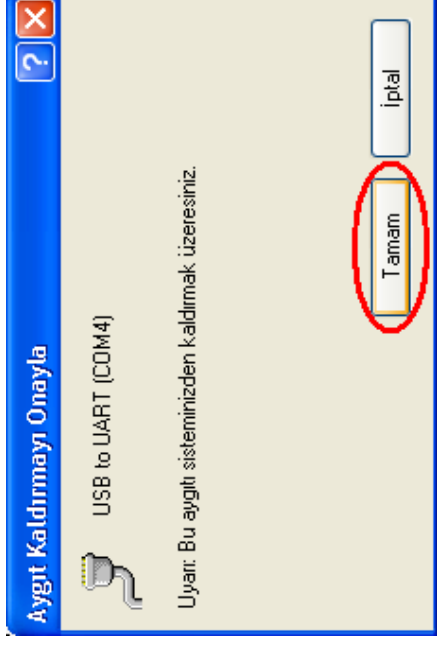 Aygıt Kaldırmayı Onayla
USB to UART (COM4)
Uyarı: Bu aygıtı sisteminizden kaldırmak üzeresiniz.
Tamam
İptal